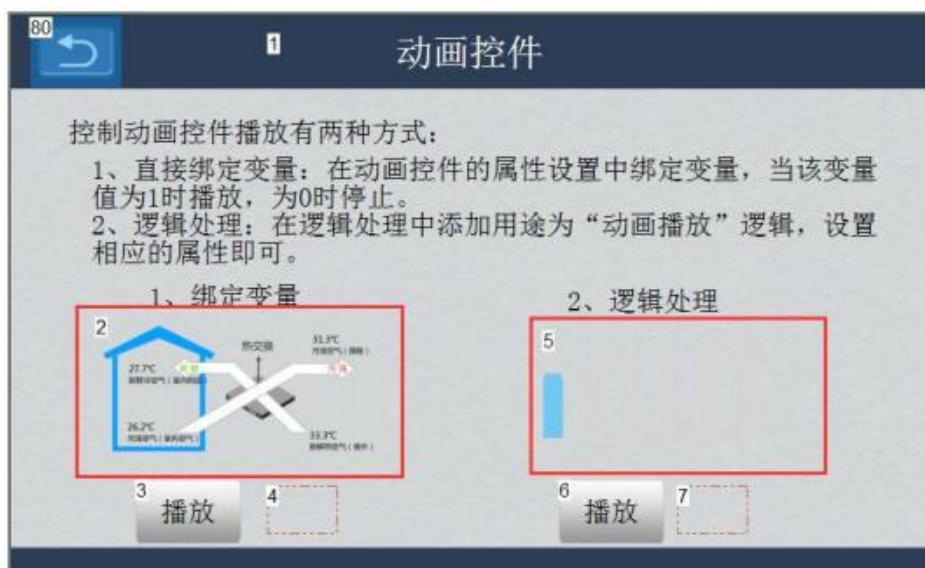 80
1
动画控件
控制动画控件播放有两种方式：
1、直接绑定变量：在动画控件的属性设置中绑定变量，当该变量
值为1时播放，为0时停止。
2、逻辑处理：在逻辑处理中添加用途为“动画播放”逻辑，设置
相应的属性即可。
1、绑定变量
2、逻辑处理
2
热交换
31.3℃
27.7℃
26.2℃
33.3℃
5
3
播放
4
6
播放
7